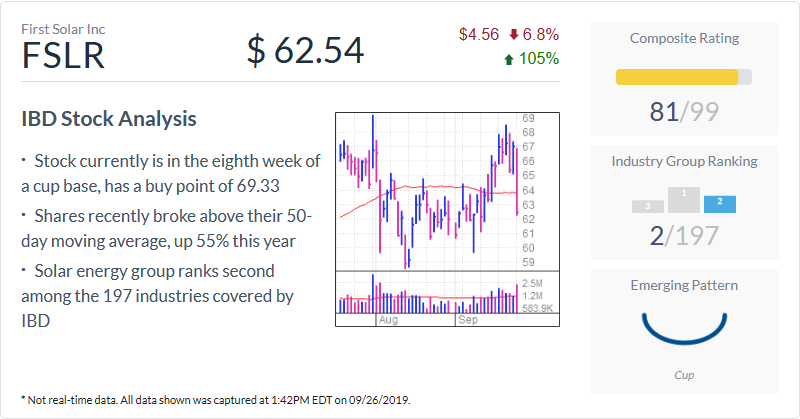 First Solar Inc
FSLR
$ 62.54
$4.56 6.8%
105%
IBD Stock Analysis
• Stock currently is in the eighth week of
a cup base, has a buy point of 69.33
• Shares recently broke above their 50-
day moving average, up 55% this year
• Solar energy group ranks second
among the 197 industries covered by
IBD
69
68
67
66
65
64
63
62
61
60
59
2.5M
1.2M
583.9K
Aug
Sep
Composite Rating
81/99
Industry Group Ranking
3 1 2
2/197
Emerging Pattern
Cup
* Not real-time data. All data shown was captured at 1:42PM EDT on 09/26/2019.